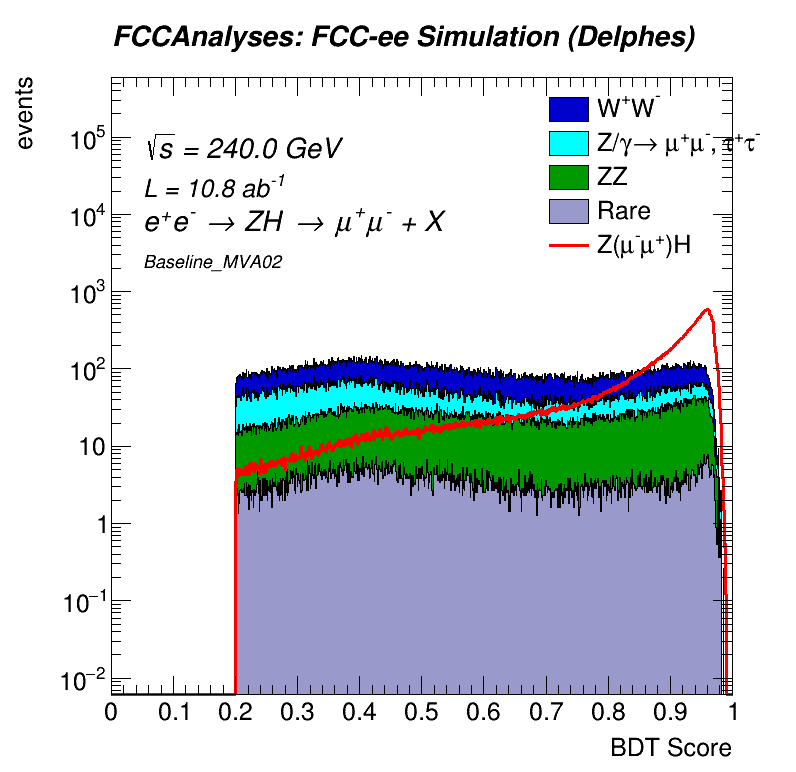 FCCAnalyses: FCC-ee Simulation (Delphes)
events
√s = 240.0 GeV
L = 10.8 ab⁻¹
e⁺e⁻ → ZH → μ⁺μ⁻ + X
Baseline_MVA02
W⁺W⁻
Z/γ→ μ⁺μ⁻, τ⁺τ⁻
ZZ
Rare
Z(μ⁻μ⁺)H
10⁵
10⁴
10³
10²
10
1
10⁻¹
10⁻²
0 0.1 0.2 0.3 0.4 0.5 0.6 0.7 0.8 0.9 1
BDT Score